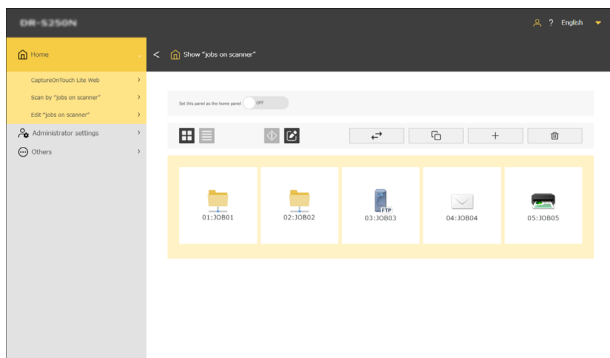 DR-S250N
? English
Home
< Show "jobs on scanner"
CaptureOnTouch Lite Web
Scan by "jobs on scanner"
Edit "jobs on scanner"
Administrator settings
Others
Set this panel as the home panel OFF
FTP
01:JOB01
02:JOB02
03:JOB03
04:JOB04
05:JOB05